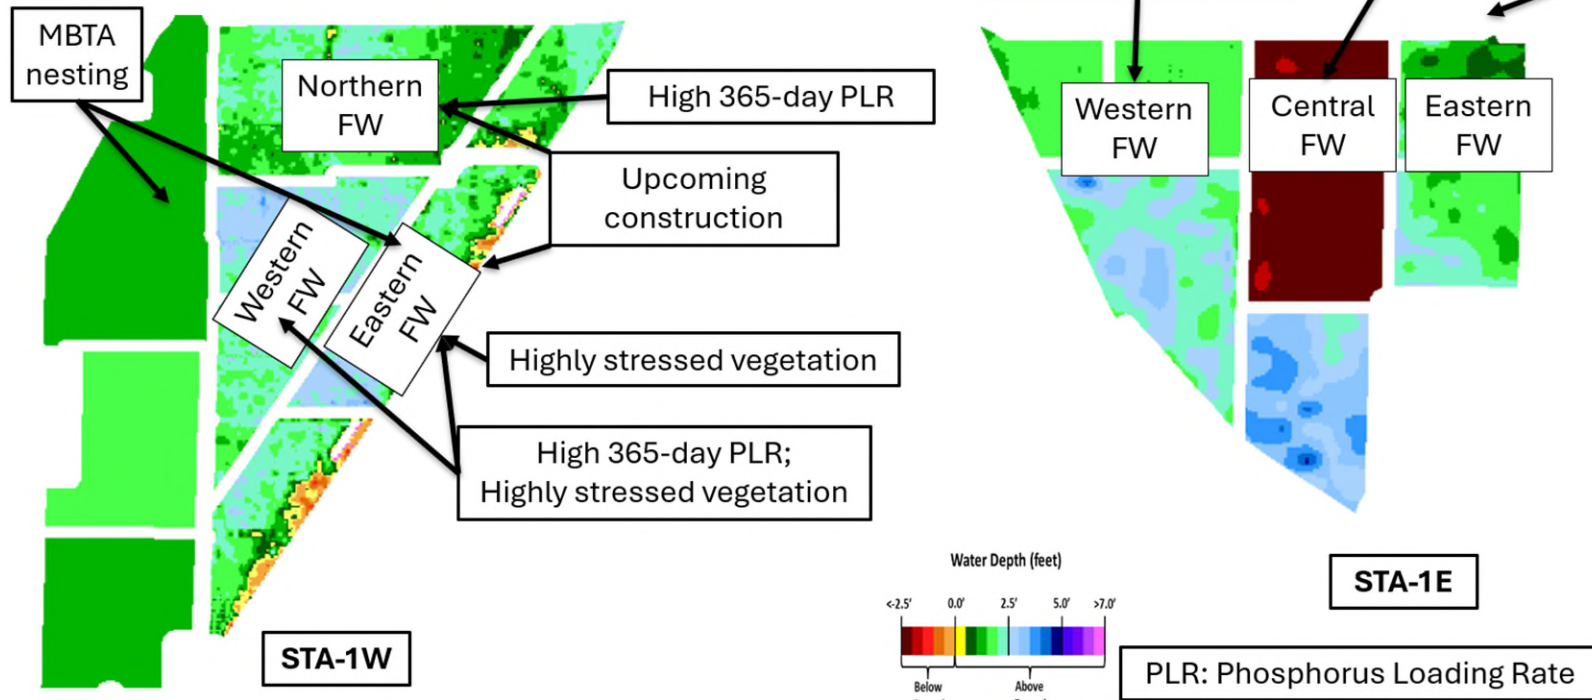 MBTA
nesting
Northern
FW
High 365-day PLR
Upcoming
construction
Western
FW
Eastern
FW
Highly stressed vegetation
High 365-day PLR;
Highly stressed vegetation
STA-1W
Western
FW
Central
FW
Eastern
FW
STA-1E
Water Depth (feet)
<-2.5' 0.0' 2.5' 5.0' >7.0'
Below Above
PLR: Phosphorus Loading Rate